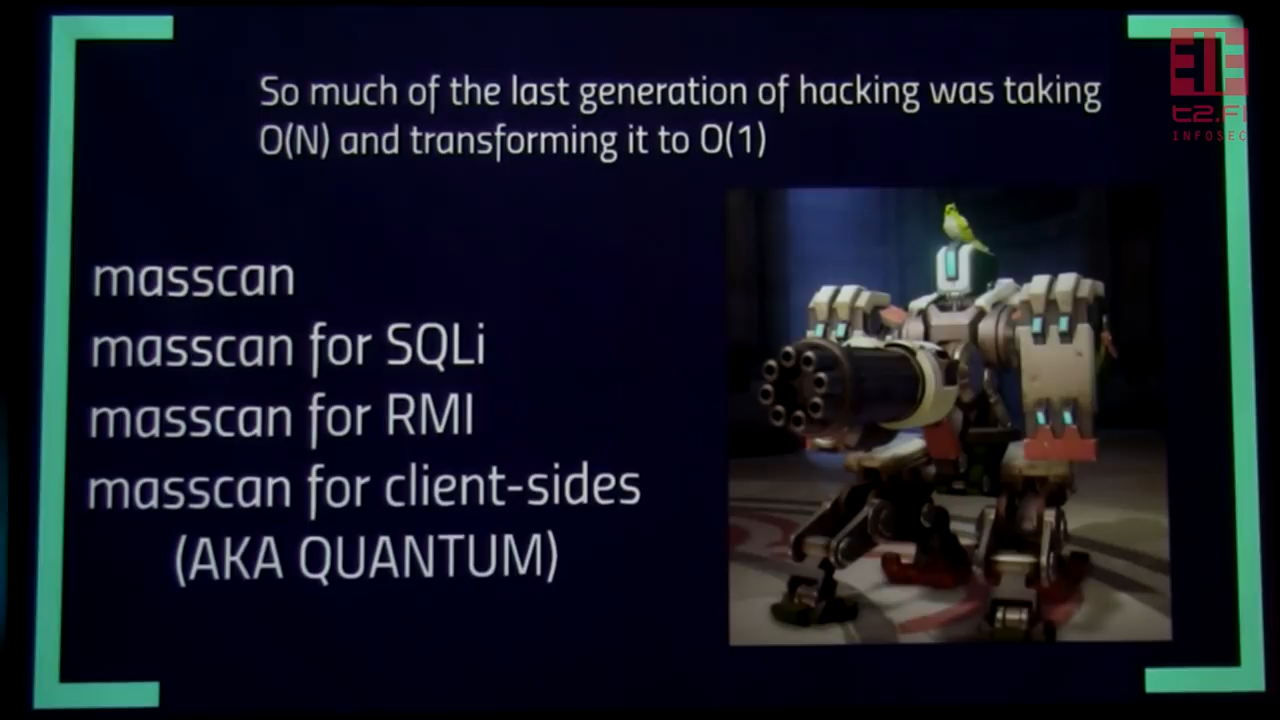 So much of the last generation of hacking was taking
O(N) and transforming it to O(1)
masscan
masscan for SQLi
masscan for RMI
masscan for client-sides
(AKA QUANTUM)
t2.fi
INFOSEC